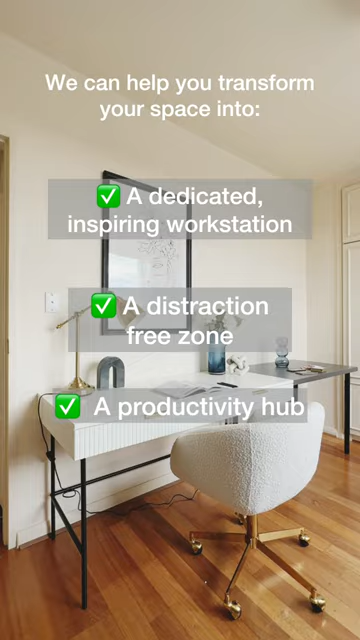 We can help you transform
your space into:
✅ A dedicated,
inspiring workstation
✅ A distraction
free zone
✅ A productivity hub